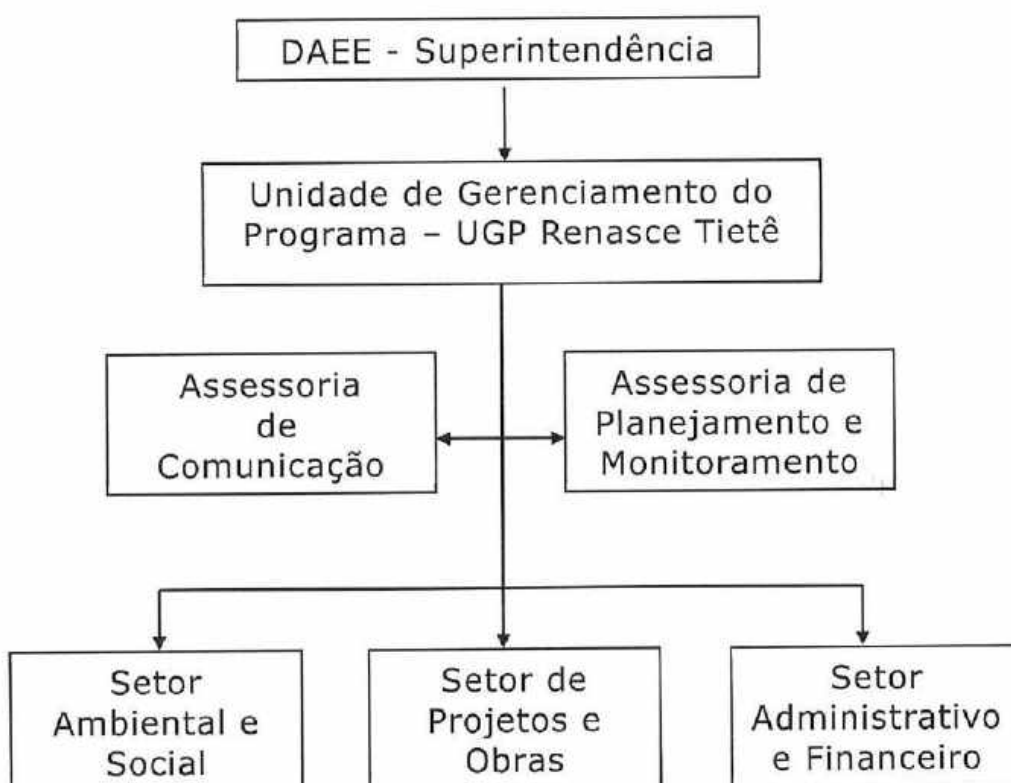 DAEE - Superintendência
Unidade de Gerenciamento do
Programa – UGP Renasce Tietê
Assessoria
de
Comunicação
Assessoria de
Planejamento e
Monitoramento
Setor
Ambiental e
Social
Setor de
Projetos e
Obras
Setor
Administrativo
e Financeiro